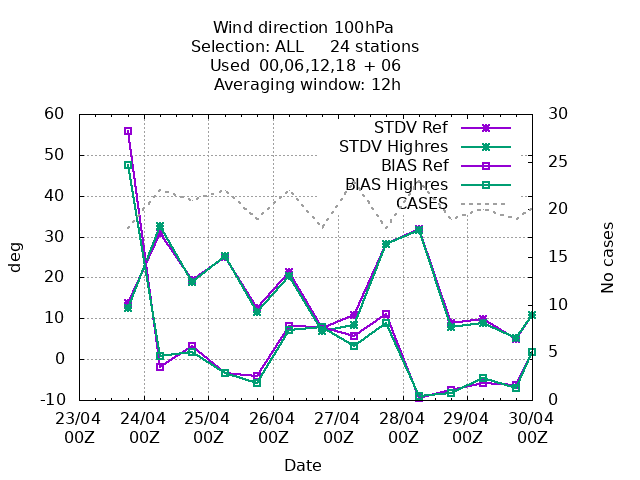 Wind direction 100hPa
Selection: ALL     24 stations
Used  00,06,12,18 + 06
Averaging window: 12h
STDV Ref
STDV Highres
BIAS Ref
BIAS Highres
CASES
deg
60
50
40
30
20
10
0
-10
No cases
30
25
20
15
10
5
0
23/04 24/04 25/04 26/04 27/04 28/04 29/04 30/04
00Z 00Z 00Z 00Z 00Z 00Z 00Z 00Z
Date